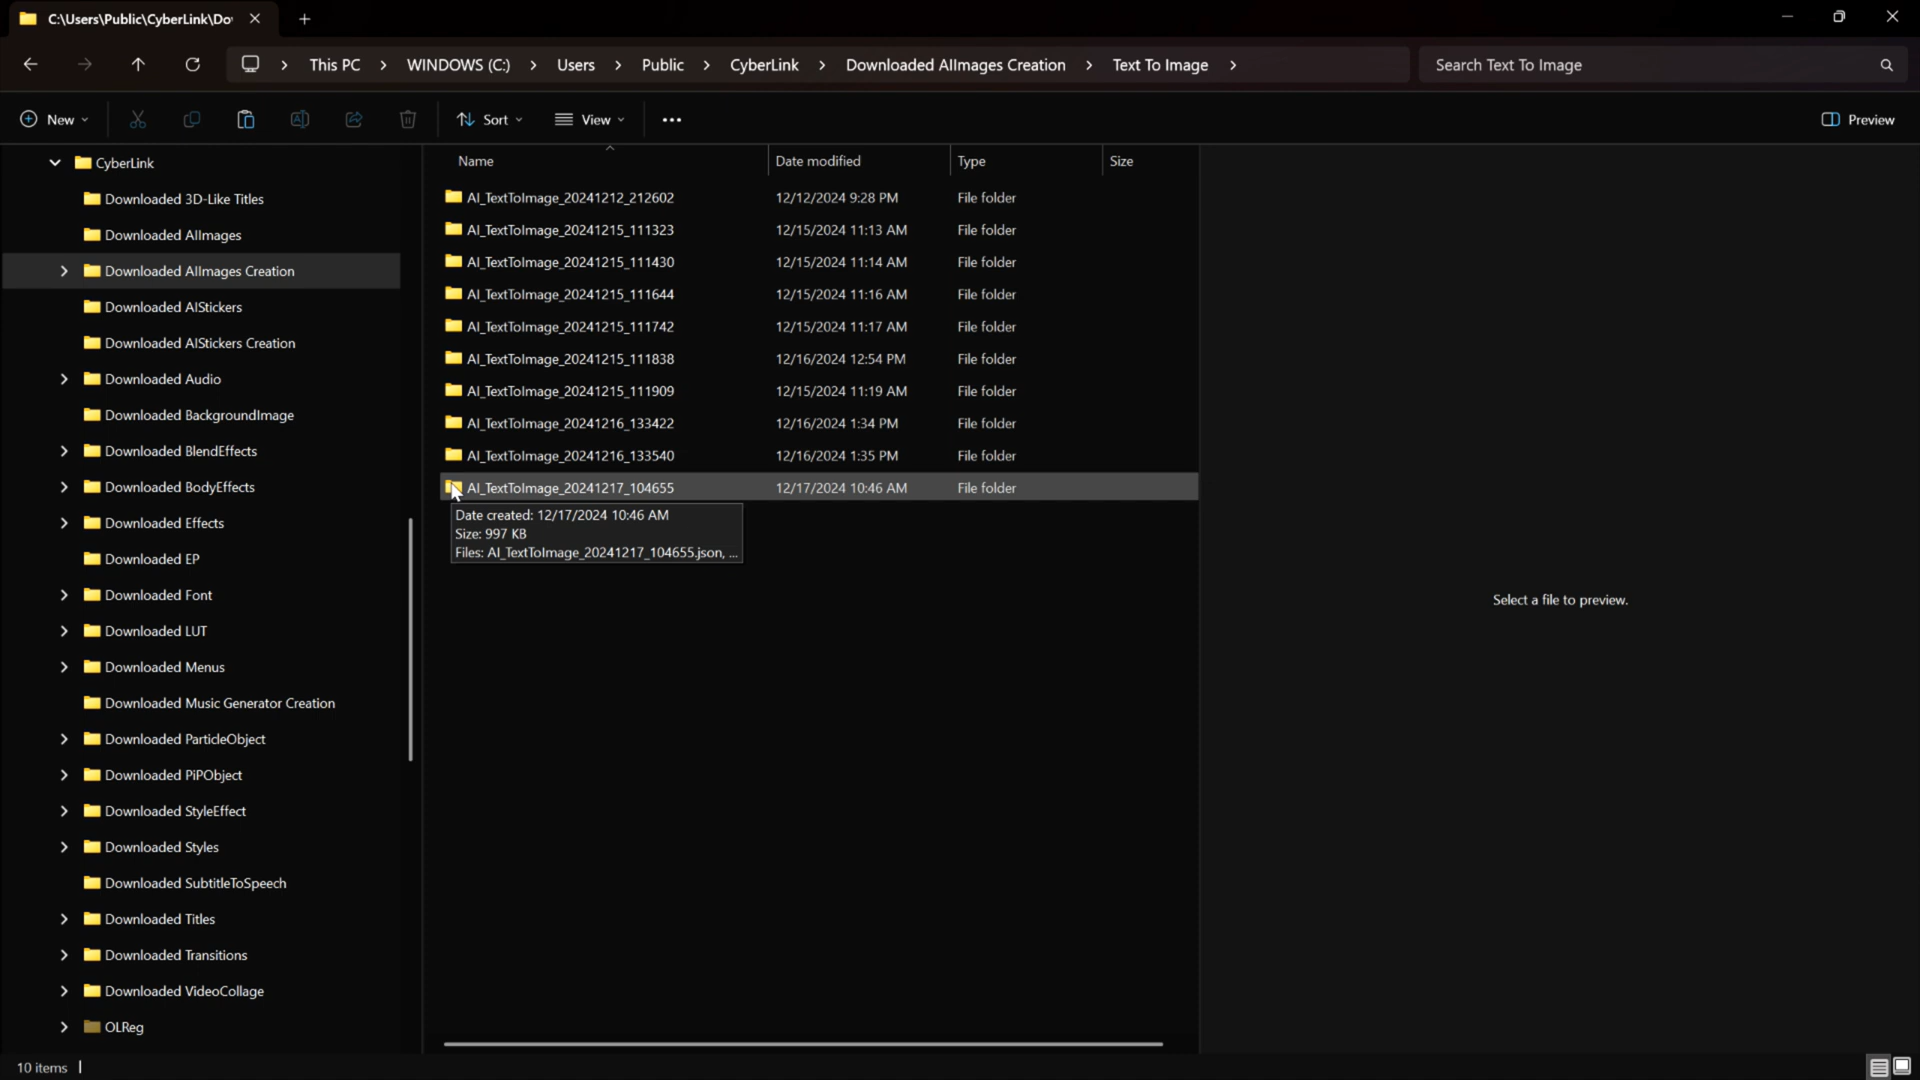 C:\Users\Public\CyberLink\Do
This PC > WINDOWS (C:) > Users > Public > CyberLink > Downloaded AIImages Creation > Text To Image >
Search Text To Image
New
Sort
View
Preview
CyberLink
Downloaded 3D-Like Titles
Downloaded AIImages
Downloaded AIImages Creation
Downloaded AIStickers
Downloaded AIStickers Creation
Downloaded Audio
Downloaded BackgroundImage
Downloaded BlendEffects
Downloaded BodyEffects
Downloaded Effects
Downloaded EP
Downloaded Font
Downloaded LUT
Downloaded Menus
Downloaded Music Generator Creation
Downloaded ParticleObject
Downloaded PiPObject
Downloaded StyleEffect
Downloaded Styles
Downloaded SubtitleToSpeech
Downloaded Titles
Downloaded Transitions
Downloaded VideoCollage
OLReg
Name Date modified Type Size
AI_TextToImage_20241212_212602 12/12/2024 9:28 PM File folder
AI_TextToImage_20241215_111323 12/15/2024 11:13 AM File folder
AI_TextToImage_20241215_111430 12/15/2024 11:14 AM File folder
AI_TextToImage_20241215_111644 12/15/2024 11:16 AM File folder
AI_TextToImage_20241215_111742 12/15/2024 11:17 AM File folder
AI_TextToImage_20241215_111838 12/16/2024 12:54 PM File folder
AI_TextToImage_20241215_111909 12/15/2024 11:19 AM File folder
AI_TextToImage_20241216_133422 12/16/2024 1:34 PM File folder
AI_TextToImage_20241216_133540 12/16/2024 1:35 PM File folder
AI_TextToImage_20241217_104655 12/17/2024 10:46 AM File folder
Date created: 12/17/2024 10:46 AM
Size: 997 KB
Files: AI_TextToImage_20241217_104655.json, ...
Select a file to preview.
10 items